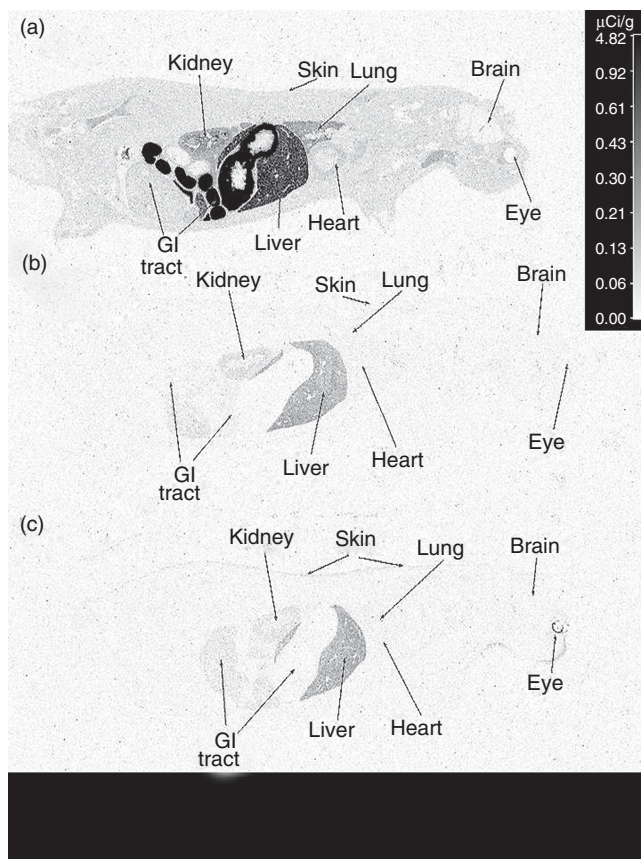 (a)
Kidney
Skin
Lung
Brain
GI
tract
Liver
Heart
Eye
µCi/g
4.82
0.92
0.61
0.43
0.30
0.21
0.13
0.06
0.00
(b)
Kidney
Skin
Lung
Brain
GI
tract
Liver
Heart
Eye
(c)
Kidney
Skin
Lung
Brain
GI
tract
Liver
Heart
Eye